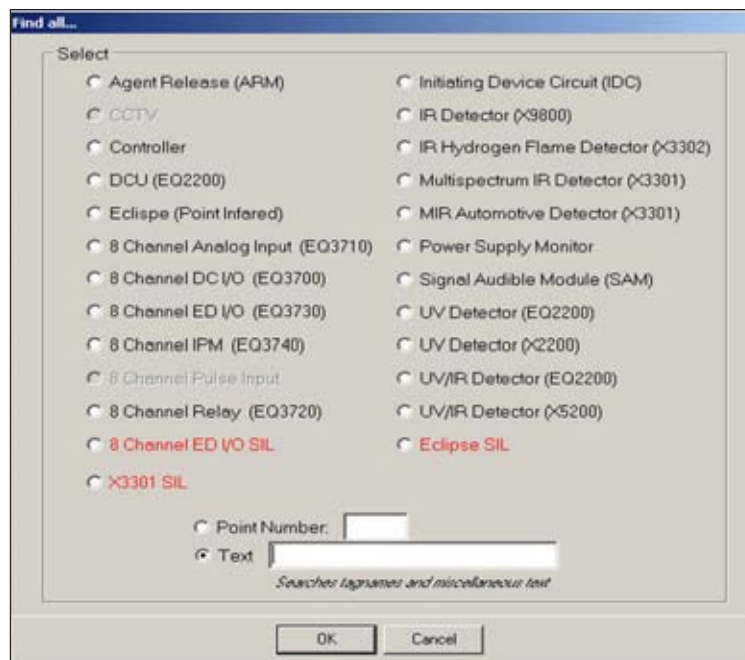 Find all...
Select
Agent Release (ARM)
CCTV
Controller
DCU (EQ2200)
Eclispe (Point Infared)
8 Channel Analog Input (EQ3710)
8 Channel DC I/O (EQ3700)
8 Channel ED I/O (EQ3730)
8 Channel IPM (EQ3740)
8 Channel Pulse Input
8 Channel Relay (EQ3720)
8 Channel ED I/O SIL
X3301 SIL
Initiating Device Circuit (IDC)
IR Detector (X9800)
IR Hydrogen Flame Detector (X3302)
Multispectrum IR Detector (X3301)
MIR Automotive Detector (X3301)
Power Supply Monitor
Signal Audible Module (SAM)
UV Detector (EQ2200)
UV Detector (X2200)
UV/IR Detector (EQ2200)
UV/IR Detector (X5200)
Eclipse SIL
Point Number:
Text
Searches tagnames and miscellaneous text
OK
Cancel